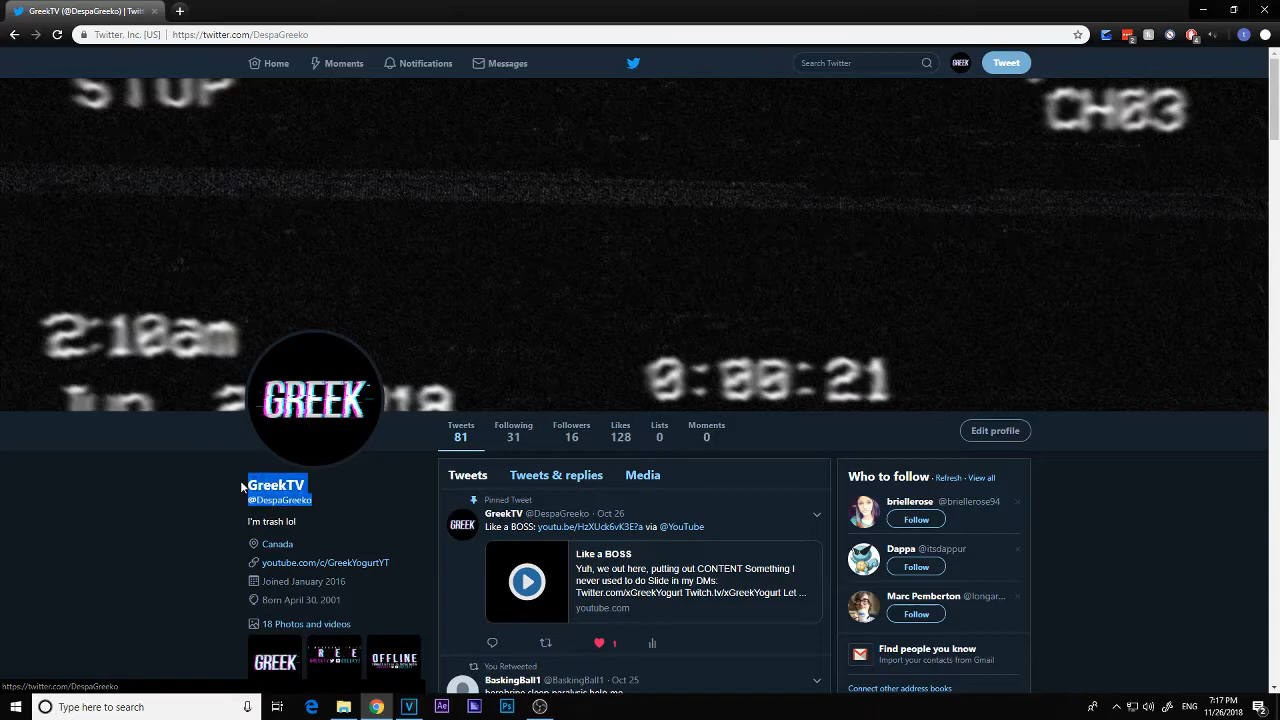 GreekTV (@DespaGreeko) | Twitt
Twitter, Inc. [US] | https://twitter.com/DespaGreeko
Home Moments Notifications Messages Search Twitter GREEK Tweet
STOP
CH03
2:10am
0:00:21
GREEK
Tweets Following Followers Likes Lists Moments
81 31 16 128 0 0
Edit profile
GreekTV
@DespaGreeko
I'm trash lol
Canada
youtube.com/c/GreekYogurtYT
Joined January 2016
Born April 30, 2001
18 Photos and videos
GREEK
OFFLINE
Tweets Tweets & replies Media
Pinned Tweet
GREEK
GreekTV @DespaGreeko · Oct 26
Like a BOSS: youtu.be/HzXUck6vK3E?a via @YouTube
Like a BOSS
Yuh, we out here, putting out CONTENT Something I
never used to do Slide in my DMs:
Twitter.com/xGreekYogurt Twitch.tv/xGreekYogurt Let ...
youtube.com
1
You Retweeted
BaskingBall1 @BaskingBall1 · Oct 25
Who to follow · Refresh · View all
briellerose @briellerose94
Follow
Dappa @itsdappur
Follow
Marc Pemberton @longar...
Follow
Find people you know
Import your contacts from Gmail
Connect other address books
https://twitter.com/DespaGreeko
Type here to search
Ae Ps
7:17 PM
11/26/2018
2